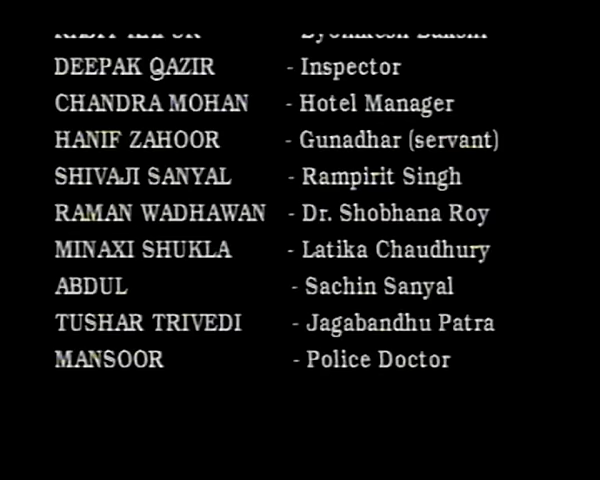 DEEPAK QAZIR - Inspector
CHANDRA MOHAN - Hotel Manager
HANIF ZAHOOR - Gunadhar (servant)
SHIVAJI SANYAL - Rampirit Singh
RAMAN WADHAWAN - Dr. Shobhana Roy
MINAXI SHUKLA - Latika Chaudhury
ABDUL - Sachin Sanyal
TUSHAR TRIVEDI - Jagabandhu Patra
MANSOOR - Police Doctor